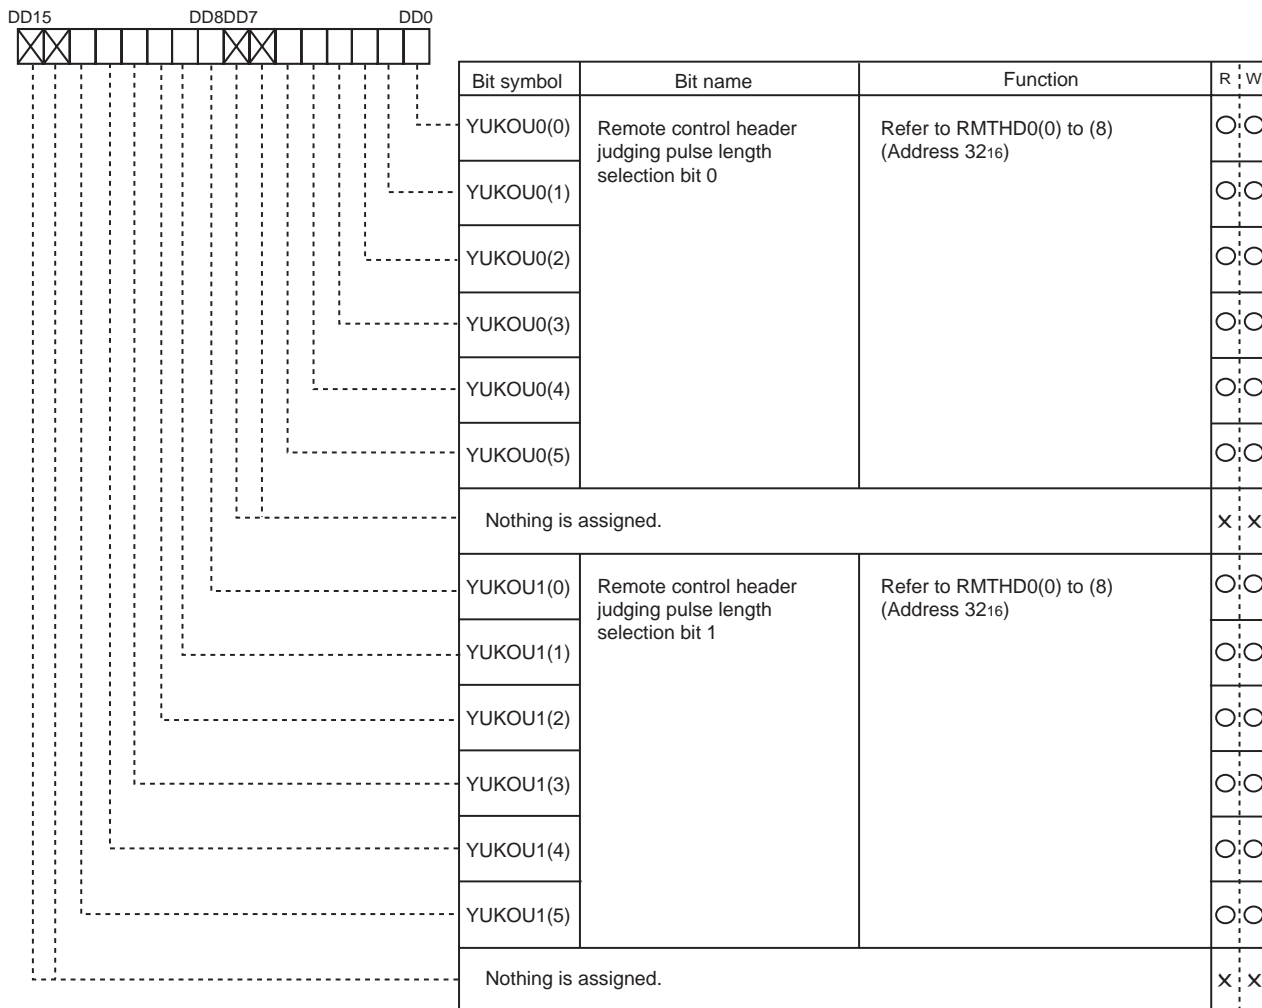 DD15 DD8DD7 DD0
Bit symbol Bit name Function R W
YUKOU0(0) Remote control header Refer to RMTHD0(0) to (8)
judging pulse length (Address 3216)
selection bit 0
YUKOU0(1)
YUKOU0(2)
YUKOU0(3)
YUKOU0(4)
YUKOU0(5)
Nothing is assigned. × ×
YUKOU1(0) Remote control header Refer to RMTHD0(0) to (8)
judging pulse length (Address 3216)
selection bit 1
YUKOU1(1)
YUKOU1(2)
YUKOU1(3)
YUKOU1(4)
YUKOU1(5)
Nothing is assigned. × ×